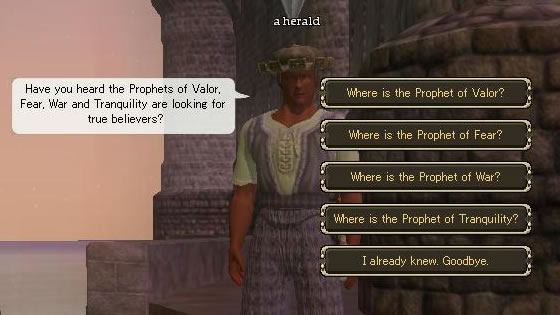 a herald
Have you heard the Prophets of Valor,
Fear, War and Tranquility are looking for
true believers?
Where is the Prophet of Valor?
Where is the Prophet of Fear?
Where is the Prophet of War?
Where is the Prophet of Tranquility?
I already knew. Goodbye.